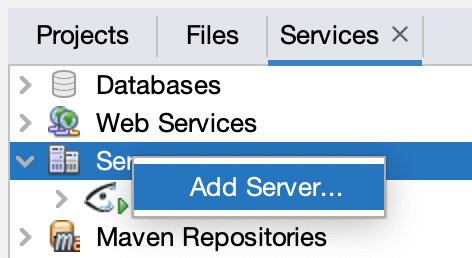 Projects Files Services
Databases
Web Services
Ser
Add Server...
Maven Repositories